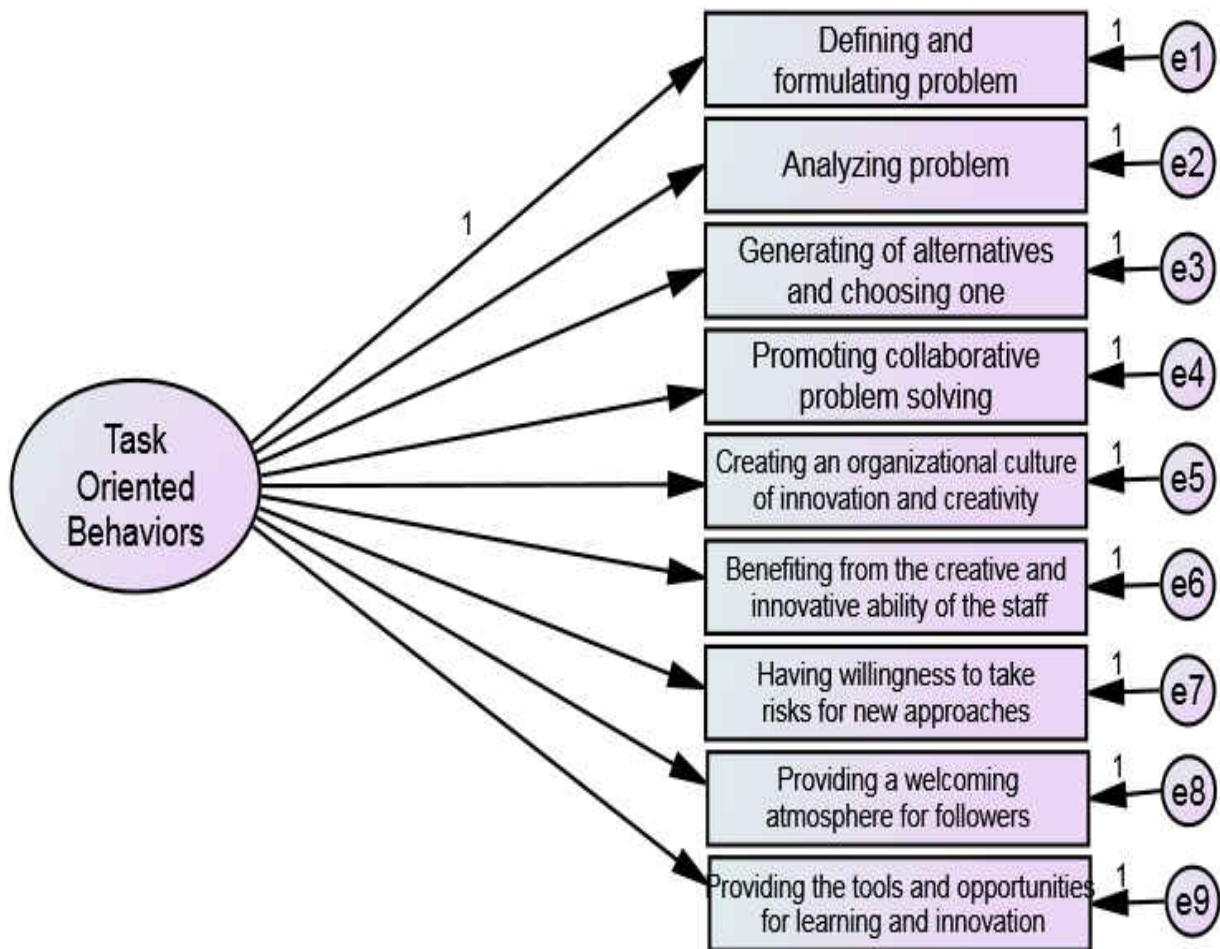 Defining and
formulating problem
1
e1
Analyzing problem
1
e2
1
Generating of alternatives
and choosing one
1
e3
Promoting collaborative
problem solving
1
e4
Task
Oriented
Behaviors
Creating an organizational culture
of innovation and creativity
1
e5
Benefiting from the creative and
innovative ability of the staff
1
e6
Having willingness to take
risks for new approaches
1
e7
Providing a welcoming
atmosphere for followers
1
e8
Providing the tools and opportunities
for learning and innovation
1
e9